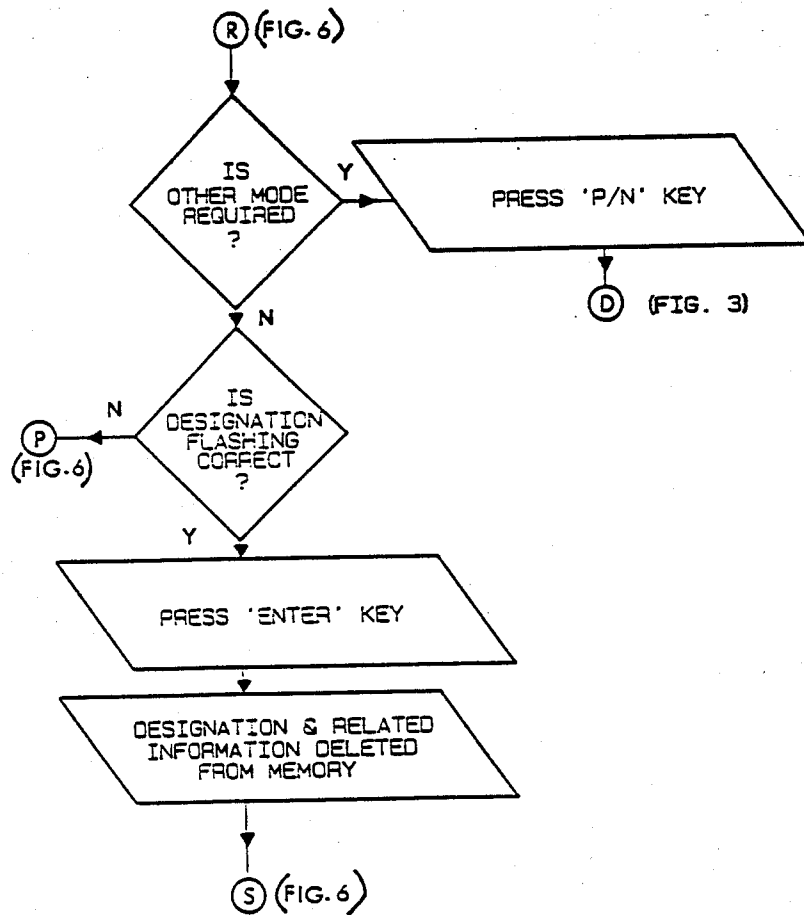 R (FIG. 6)
IS
OTHER MODE
REQUIRED
?
Y
PRESS 'P/N' KEY
D (FIG. 3)
N
IS
DESIGNATION
FLASHING
CORRECT
?
N
P
(FIG. 6)
Y
PRESS 'ENTER' KEY
DESIGNATION & RELATED
INFORMATION DELETED
FROM MEMORY
S (FIG. 6)